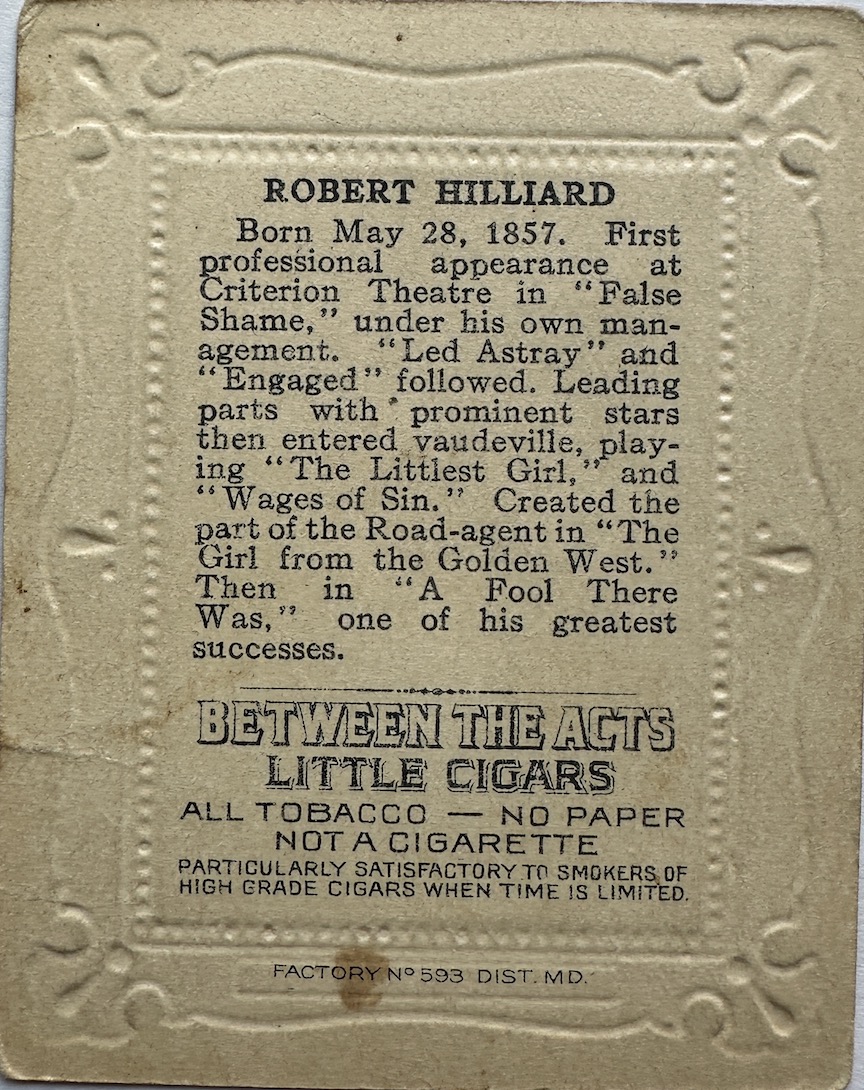 ROBERT HILLIARD
Born May 28, 1857. First
professional appearance at
Criterion Theatre in “False
Shame,” under his own man-
agement. “Led Astray” and
“Engaged” followed. Leading
parts with prominent stars
then entered vaudeville, play-
ing “The Littlest Girl,” and
“Wages of Sin.” Created the
part of the Road-agent in “The
Girl from the Golden West.”
Then in “A Fool There
Was,” one of his greatest
successes.
BETWEEN THE ACTS
LITTLE CIGARS
ALL TOBACCO — NO PAPER
NOT A CIGARETTE
PARTICULARLY SATISFACTORY TO SMOKERS OF
HIGH GRADE CIGARS WHEN TIME IS LIMITED.
FACTORY Nº 593 DIST. MD.